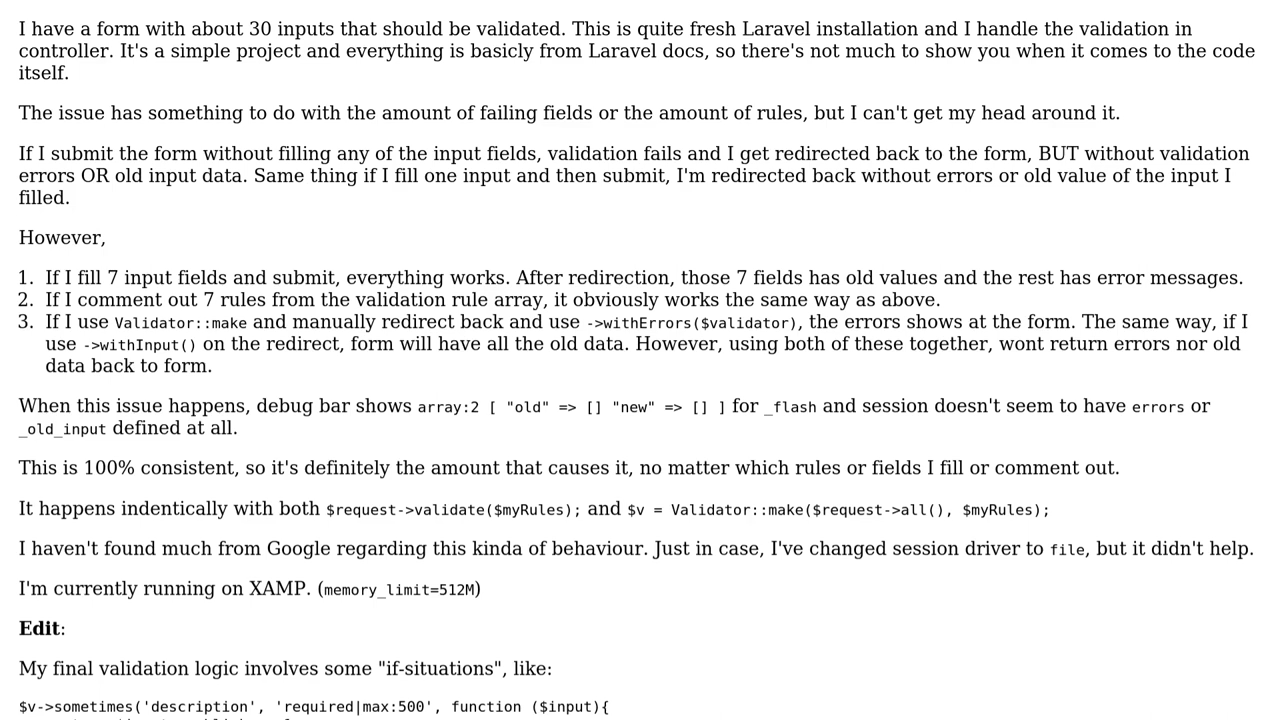 I have a form with about 30 inputs that should be validated. This is quite fresh Laravel installation and I handle the validation in
controller. It's a simple project and everything is basicly from Laravel docs, so there's not much to show you when it comes to the code
itself.
The issue has something to do with the amount of failing fields or the amount of rules, but I can't get my head around it.
If I submit the form without filling any of the input fields, validation fails and I get redirected back to the form, BUT without validation
errors OR old input data. Same thing if I fill one input and then submit, I'm redirected back without errors or old value of the input I
filled.
However,
1. If I fill 7 input fields and submit, everything works. After redirection, those 7 fields has old values and the rest has error messages.
2. If I comment out 7 rules from the validation rule array, it obviously works the same way as above.
3. If I use Validator::make and manually redirect back and use ->withErrors($validator), the errors shows at the form. The same way, if I
use ->withInput() on the redirect, form will have all the old data. However, using both of these together, wont return errors nor old
data back to form.
When this issue happens, debug bar shows array:2 [ "old" => [] "new" => [] ] for _flash and session doesn't seem to have errors or
_old_input defined at all.
This is 100% consistent, so it's definitely the amount that causes it, no matter which rules or fields I fill or comment out.
It happens indentically with both $request->validate($myRules); and $v = Validator::make($request->all(), $myRules);
I haven't found much from Google regarding this kinda of behaviour. Just in case, I've changed session driver to file, but it didn't help.
I'm currently running on XAMP. (memory_limit=512M)
Edit:
My final validation logic involves some "if-situations", like:
$v->sometimes('description', 'required|max:500', function ($input){